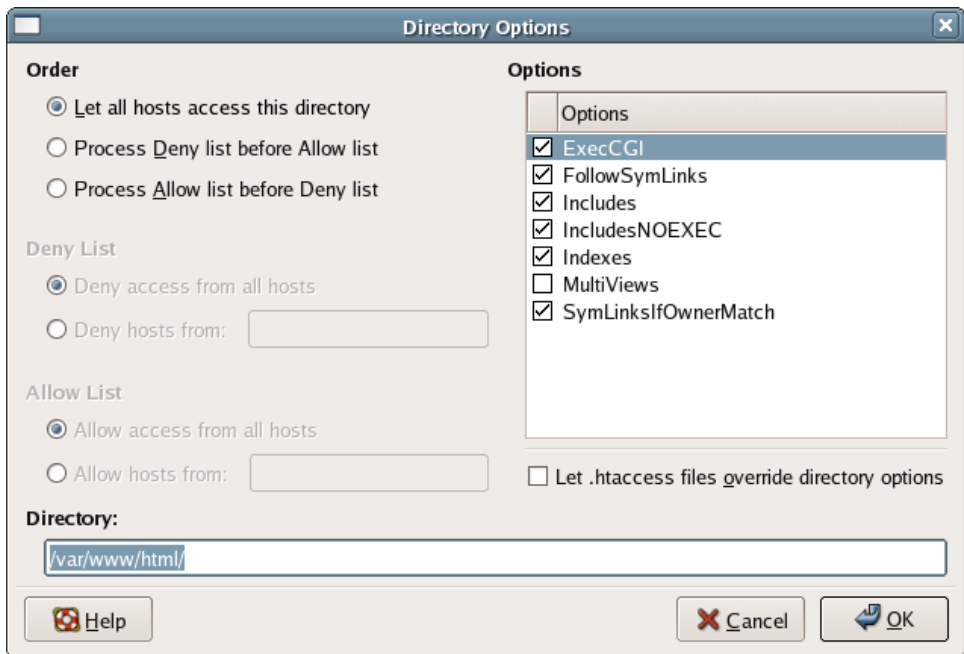 Directory Options
Order
Let all hosts access this directory
Process Deny list before Allow list
Process Allow list before Deny list
Deny List
Deny access from all hosts
Deny hosts from:
Allow List
Allow access from all hosts
Allow hosts from:
Options
Options
ExecCGI
FollowSymLinks
Includes
IncludesNOEXEC
Indexes
MultiViews
SymLinksIfOwnerMatch
Let .htaccess files override directory options
Directory:
/var/www/html/
Help
Cancel
OK